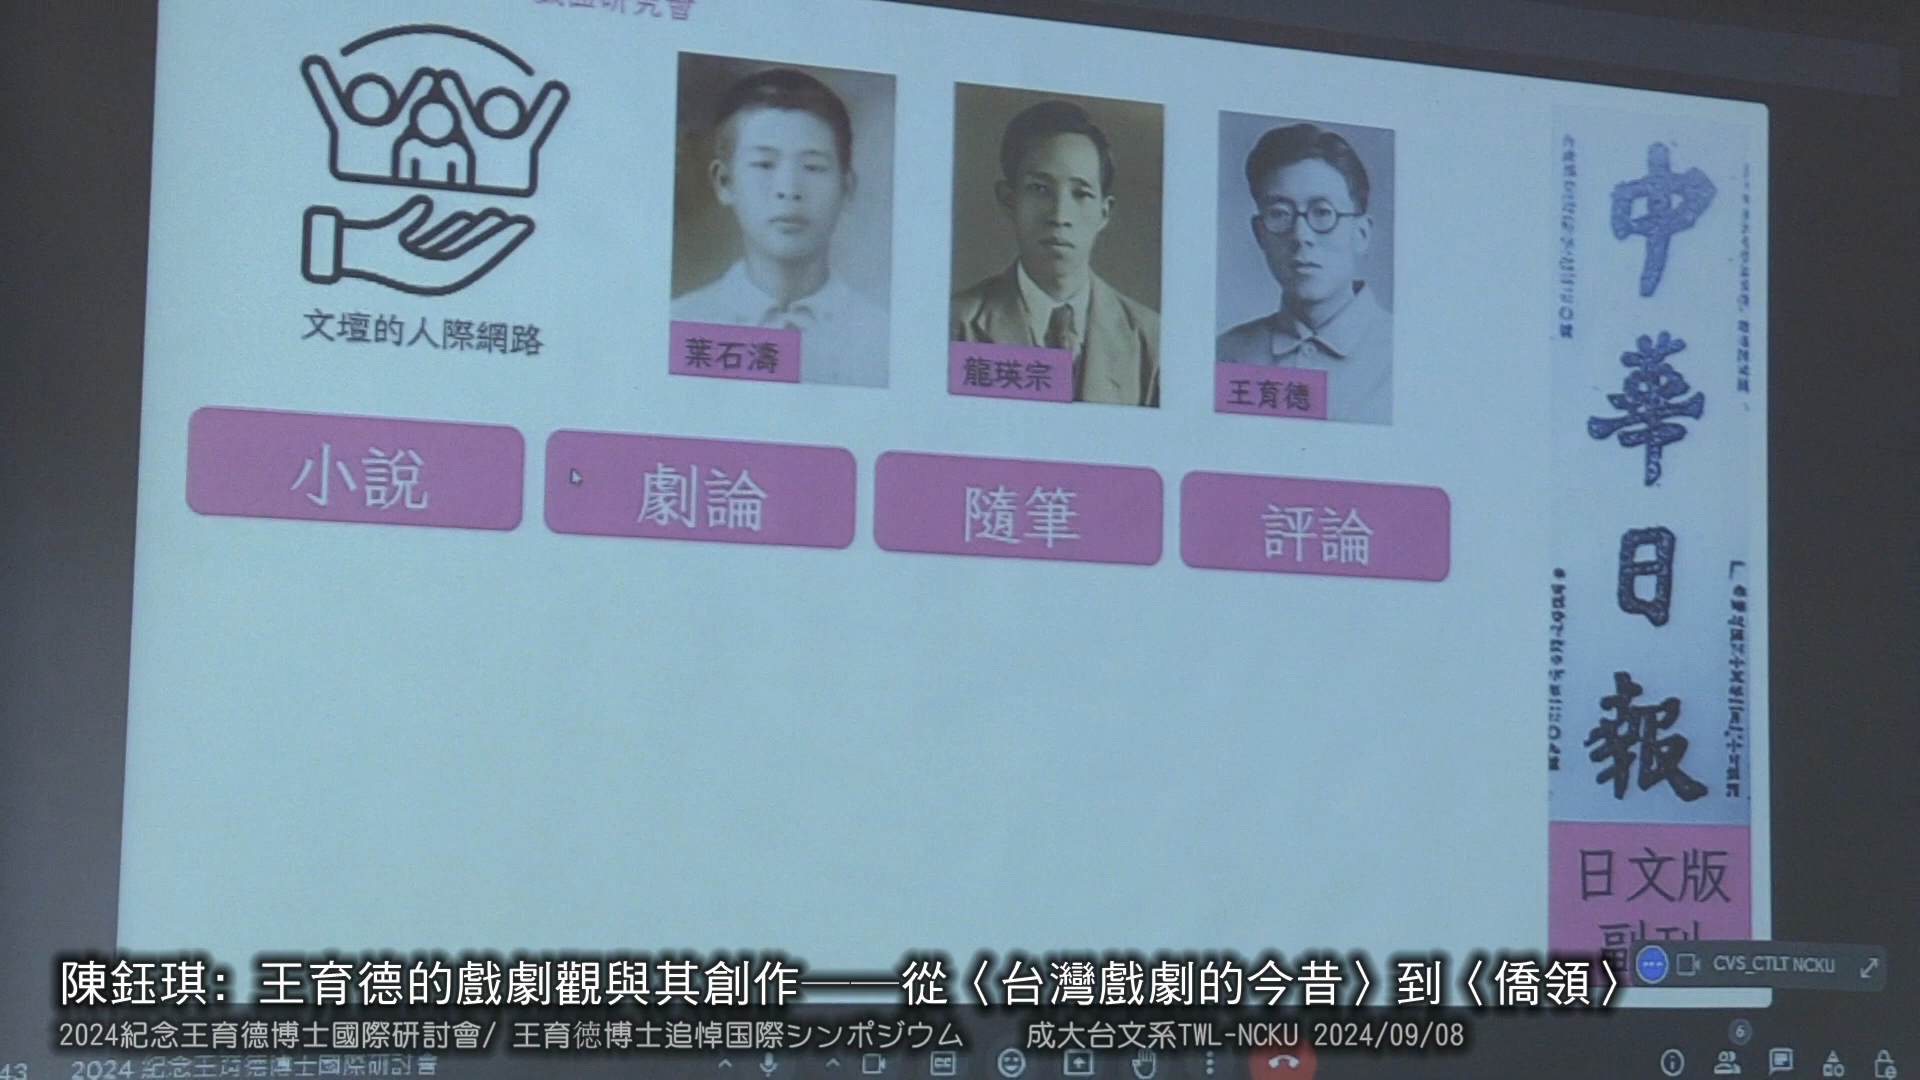 文壇的人際網路
葉石濤
龍瑛宗
王育德
小說
劇論
隨筆
評論
中華日報
日文版
副刊
CVS_CTLT NCKU
陳鈺琪：王育德的戲劇觀與其創作——從〈台灣戲劇的今昔〉到〈僑領〉
2024紀念王育德博士國際研討會/ 王育徳博士追悼国際シンポジウム 成大台文系TWL-NCKU 2024/09/08
6
43 2024 紀念王育德博士國際研討會